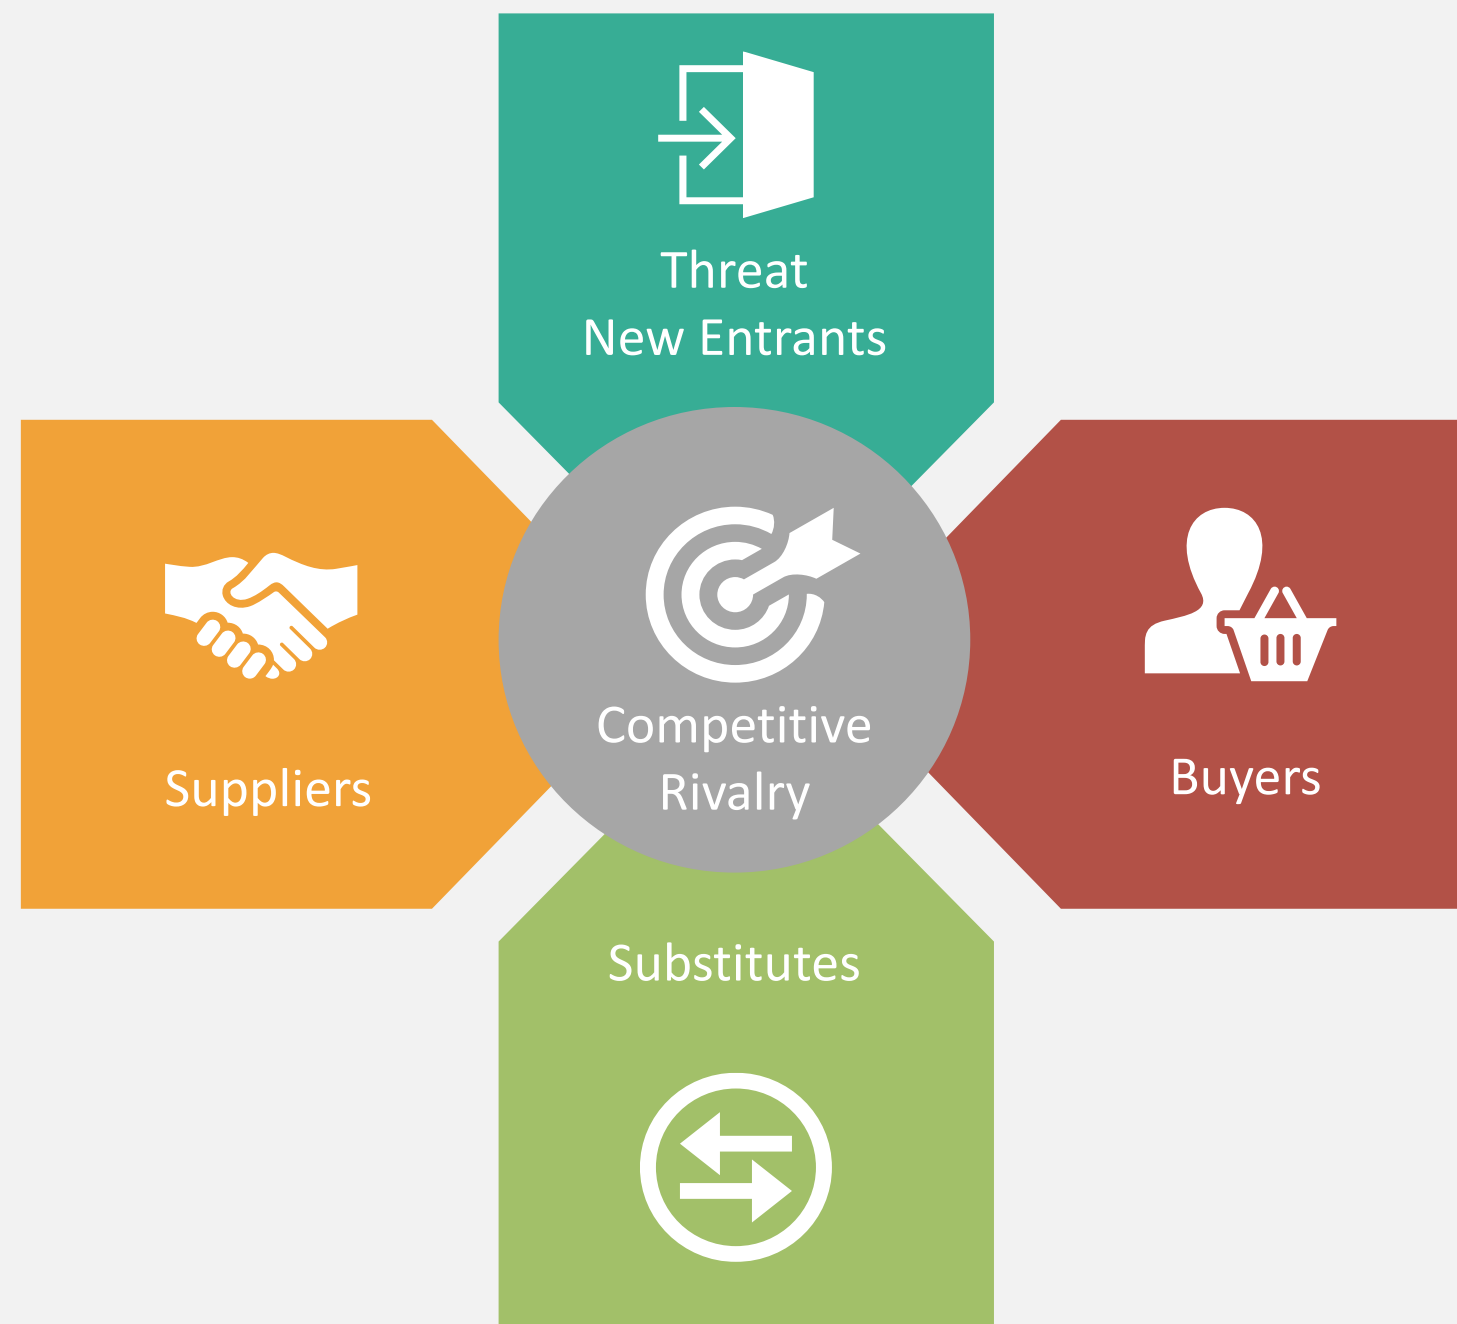 Threat
New Entrants
Suppliers
Competitive
Rivalry
Buyers
Substitutes